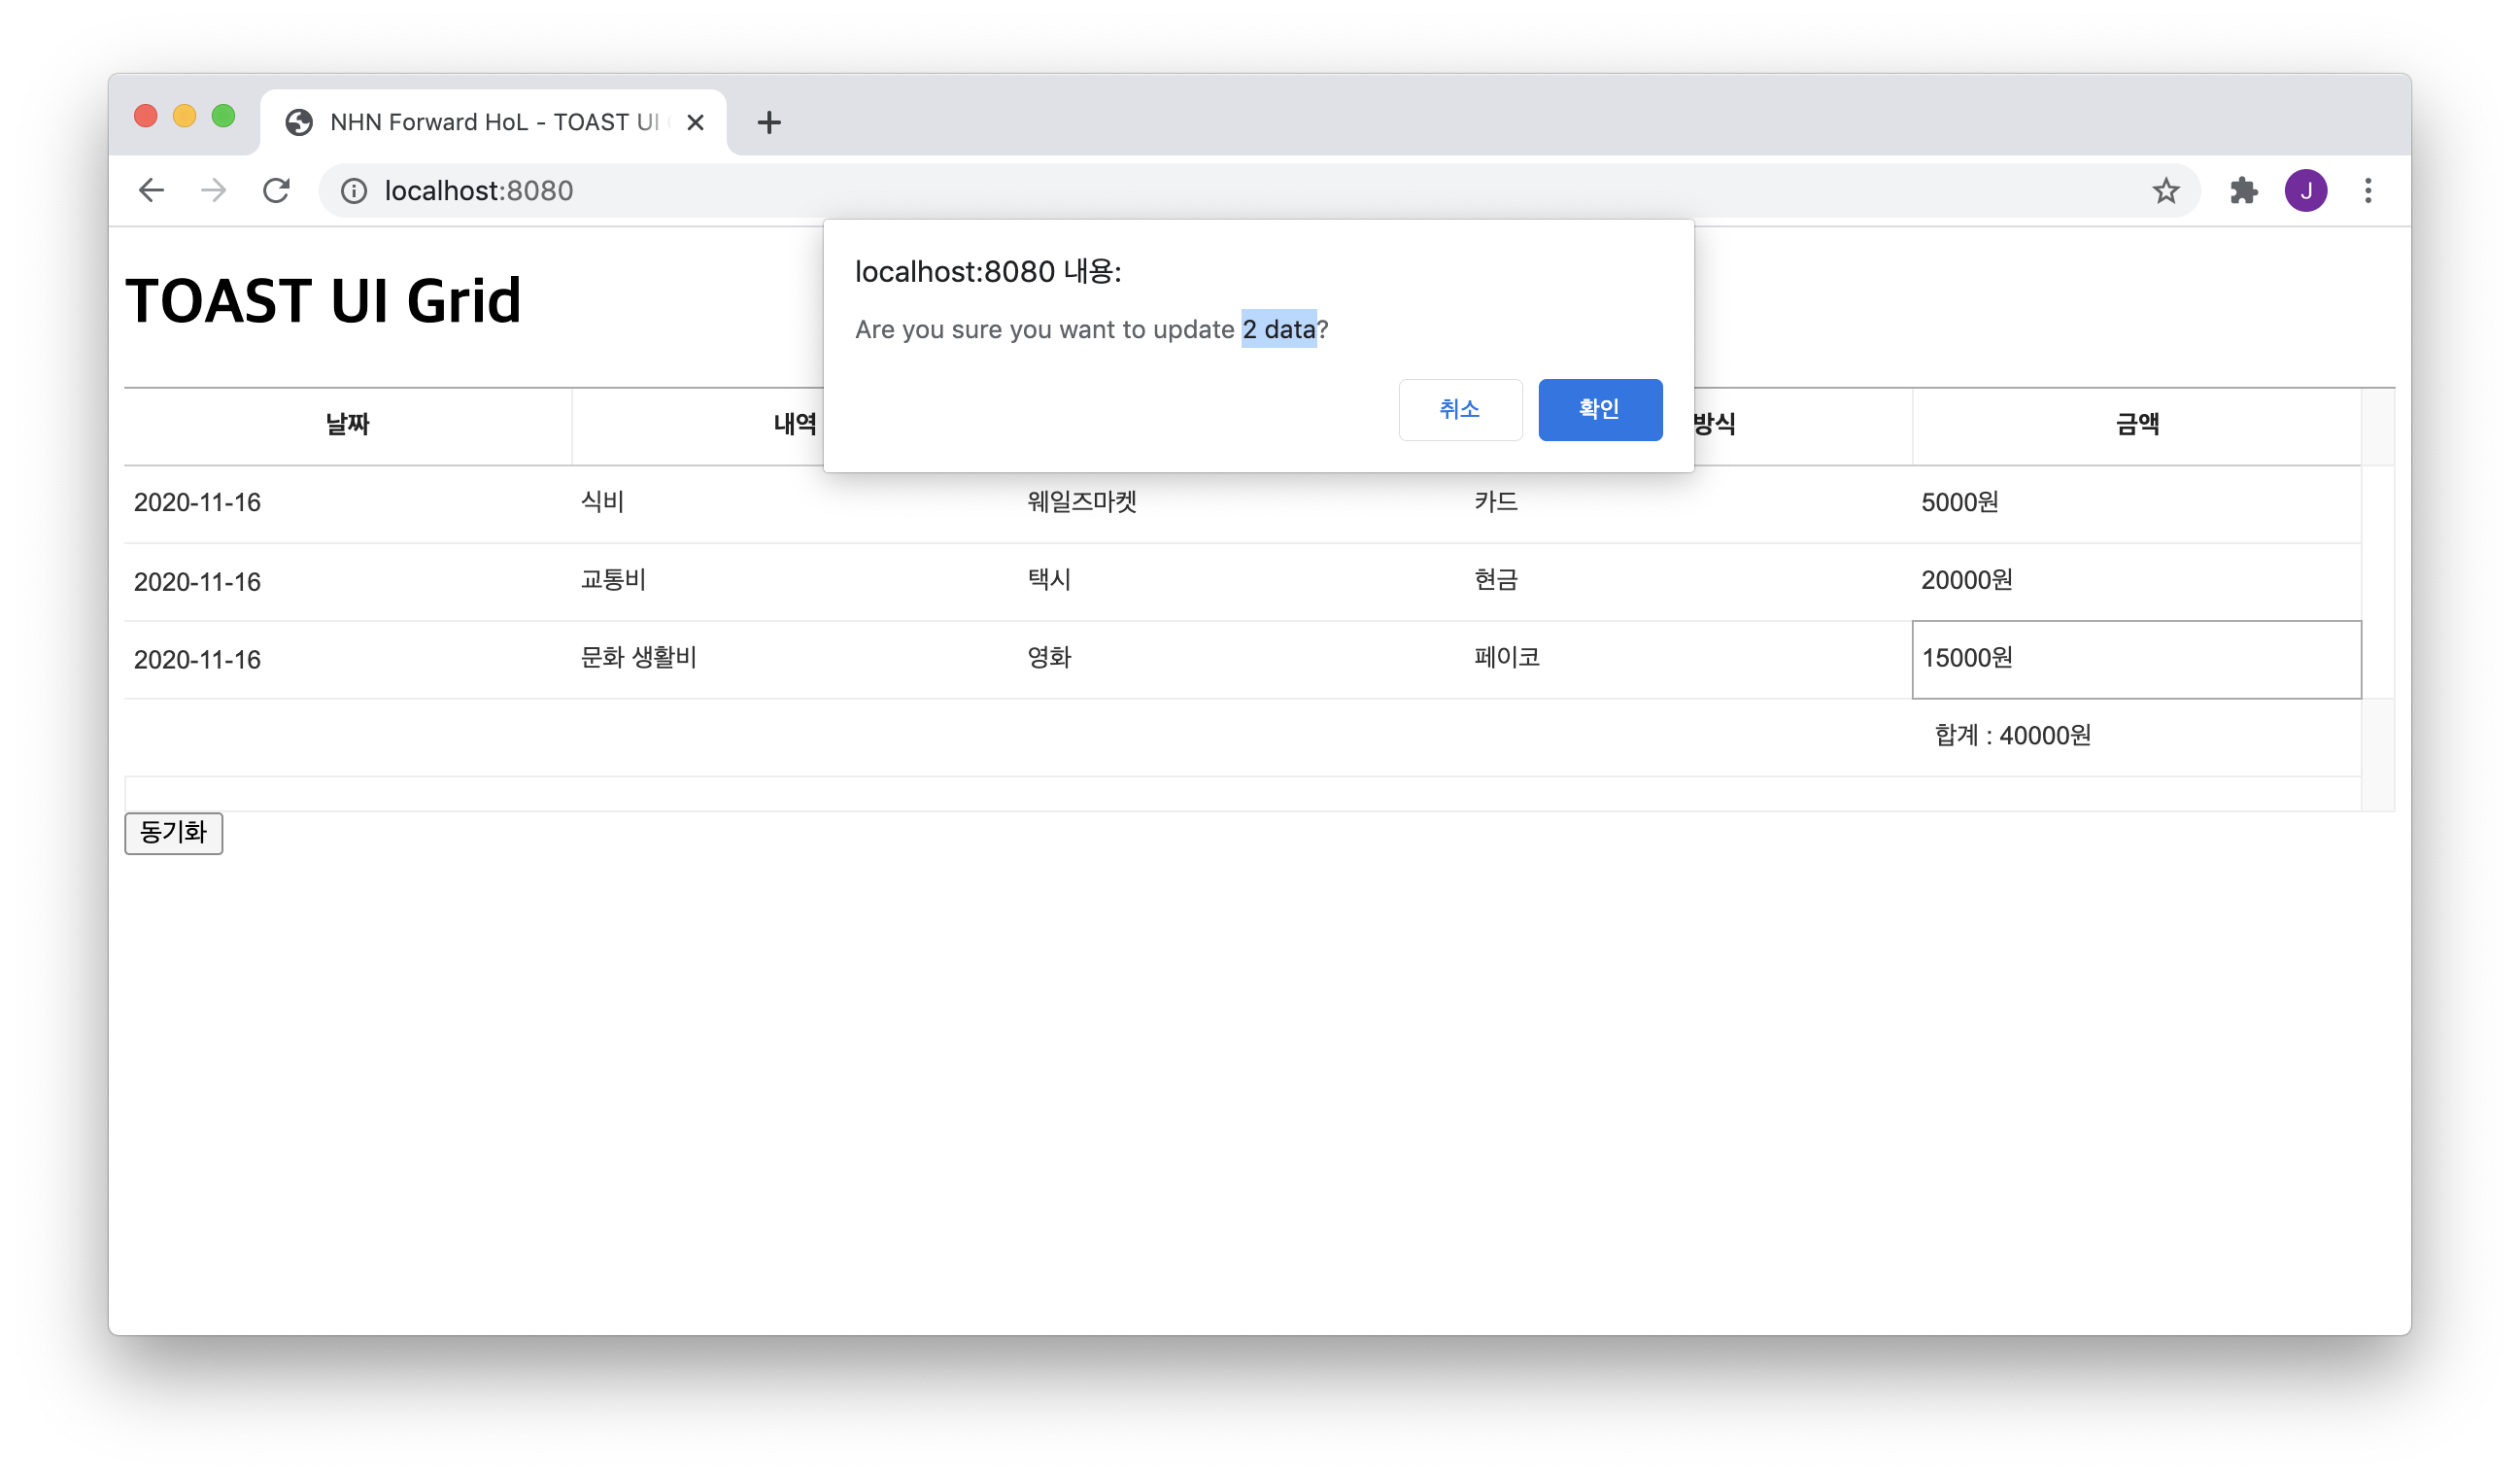 NHN Forward HoL - TOAST UI
localhost:8080
J
localhost:8080 내용:
Are you sure you want to update 2 data?
취소 확인
TOAST UI Grid
날짜 내역 방식 금액
2020-11-16 식비 웨일즈마켓 카드 5000원
2020-11-16 교통비 택시 현금 20000원
2020-11-16 문화 생활비 영화 페이코 15000원
합계 : 40000원
동기화